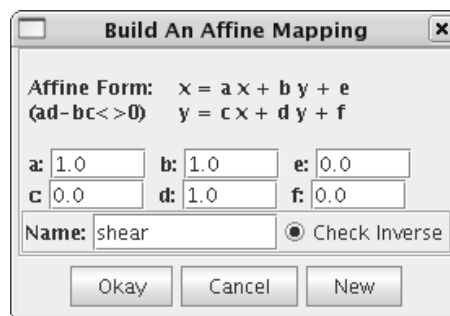 Build An Affine Mapping
Affine Form: x = a x + b y + e
(ad-bc<>0) y = c x + d y + f
a: 1.0 b: 1.0 e: 0.0
c: 0.0 d: 1.0 f: 0.0
Name: shear Check Inverse
Okay Cancel New